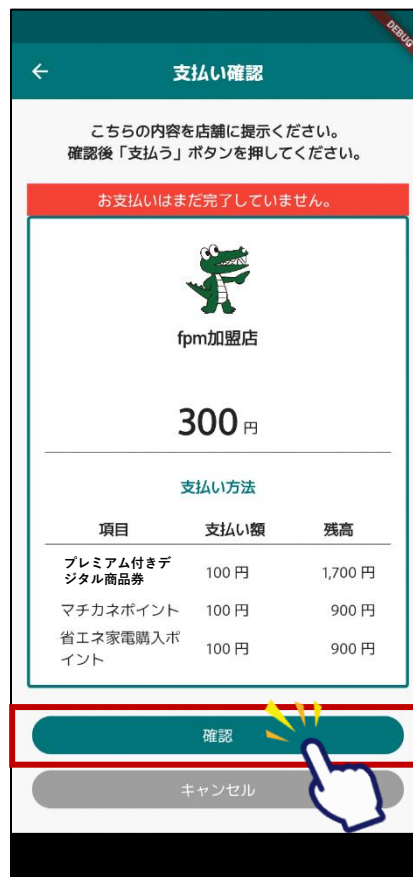 DEBUG
支払い確認
こちらの内容を店舗に提示ください。
確認後「支払う」ボタンを押してください。
お支払いはまだ完了していません。
fpm加盟店
300 円
支払い方法
項目 支払い額 残高
プレミアム付きデ
ジタル商品券 100 円 1,700 円
マチカネポイント 100 円 900 円
省エネ家電購入ポ
イント 100 円 900 円
確認
キャンセル